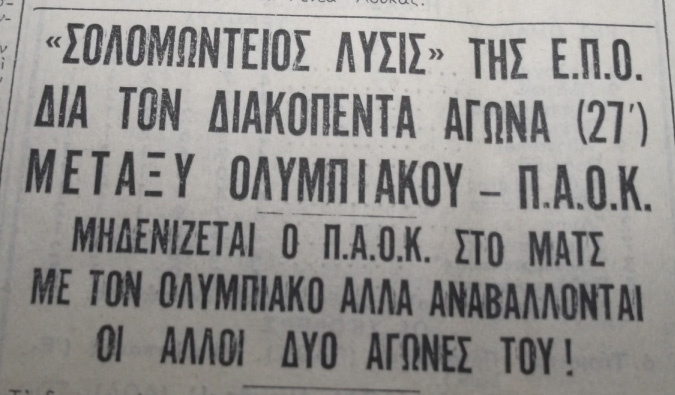 «ΣΟΛΟΜΩΝΤΕΙΟΣ ΛΥΣΙΣ» ΤΗΣ Ε.Π.Ο.
ΔΙΑ ΤΟΝ ΔΙΑΚΟΠΕΝΤΑ ΑΓΩΝΑ (27')
ΜΕΤΑΞΥ ΟΛΥΜΠΙΑΚΟΥ – Π.Α.Ο.Κ.
ΜΗΔΕΝΙΖΕΤΑΙ Ο Π.Α.Ο.Κ. ΣΤΟ ΜΑΤΣ
ΜΕ ΤΟΝ ΟΛΥΜΠΙΑΚΟ ΑΛΛΑ ΑΝΑΒΑΛΛΟΝΤΑΙ
ΟΙ ΑΛΛΟΙ ΔΥΟ ΑΓΩΝΕΣ ΤΟΥ!